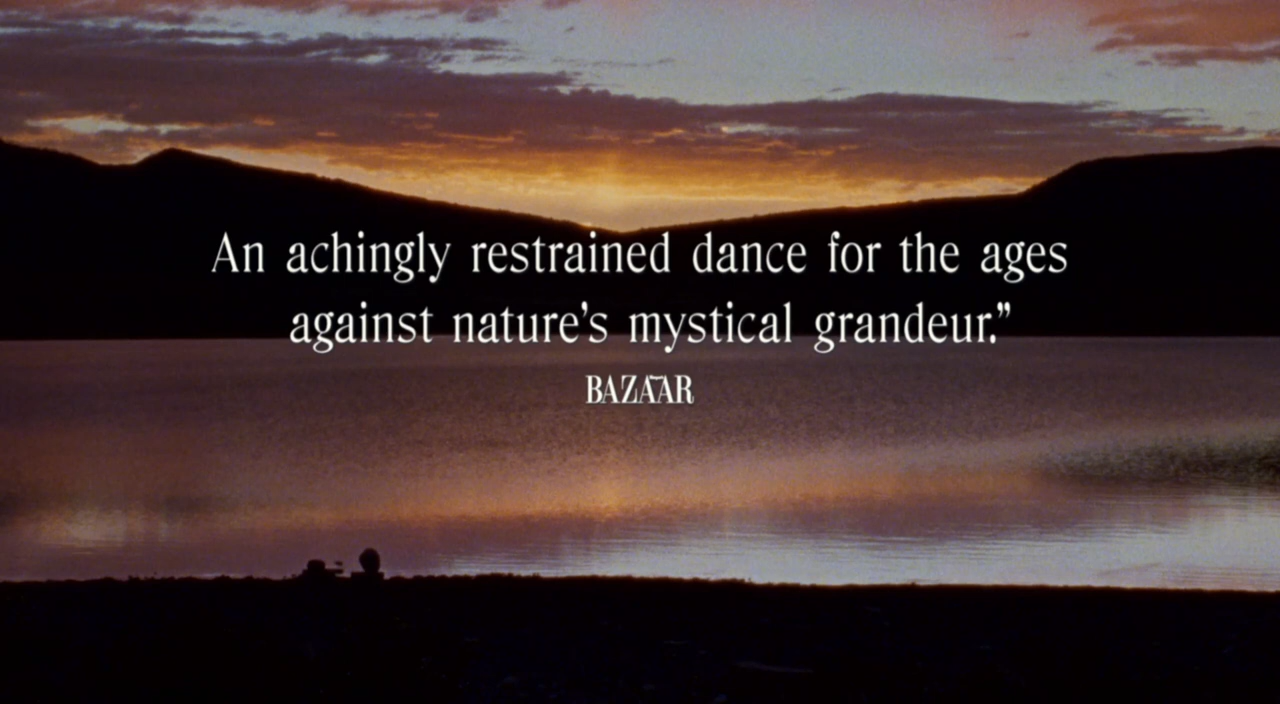 An achingly restrained dance for the ages
against nature's mystical grandeur.”
BAZAAR